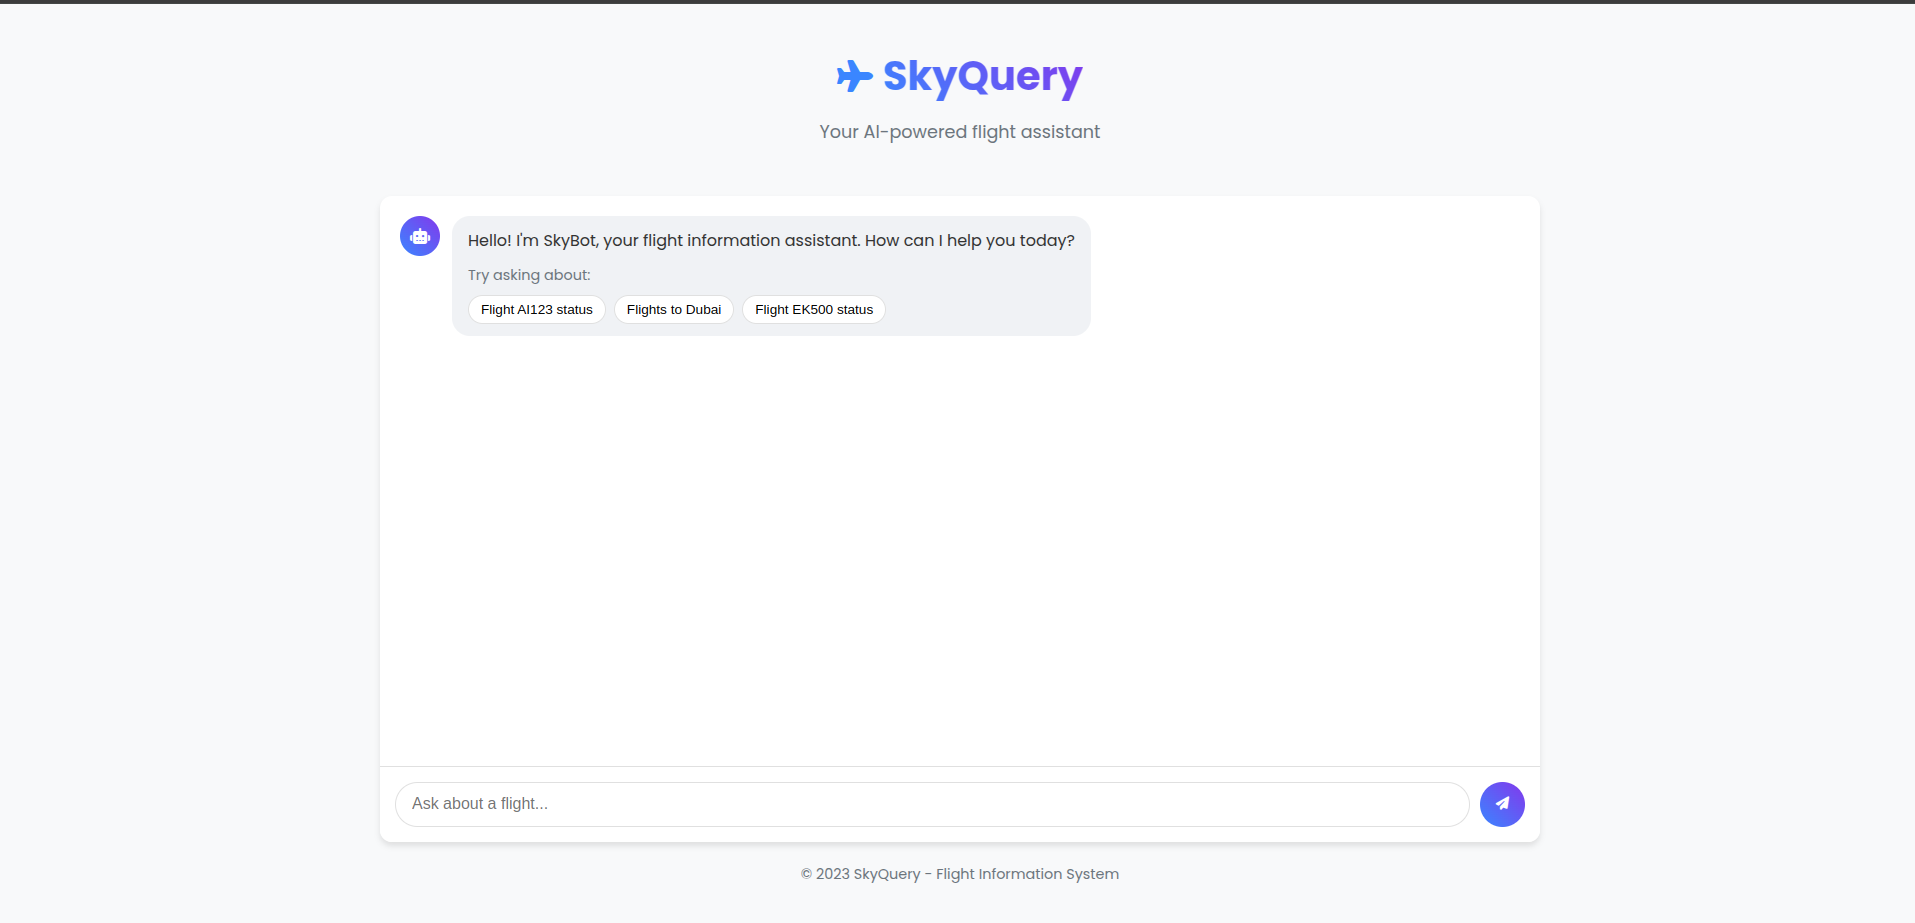 SkyQuery
Your AI-powered flight assistant
Hello! I'm SkyBot, your flight information assistant. How can I help you today?
Try asking about:
Flight AI123 status
Flights to Dubai
Flight EK500 status
Ask about a flight...
© 2023 SkyQuery - Flight Information System